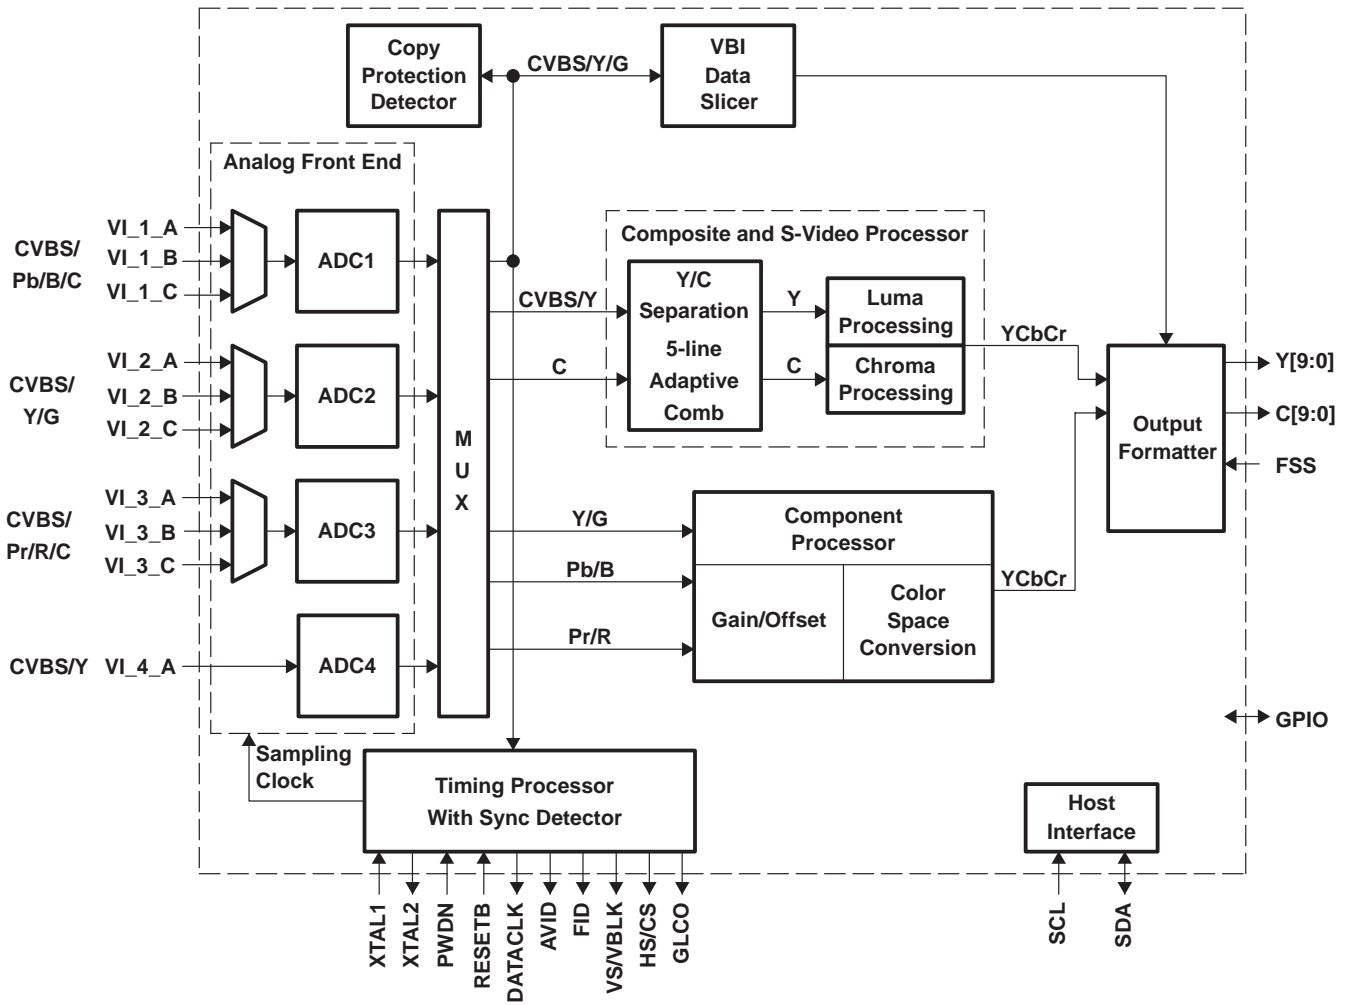 Copy
Protection
Detector
CVBS/Y/G
VBI
Data
Slicer
Analog Front End
CVBS/
Pb/B/C
VI_1_A
VI_1_B
VI_1_C
ADC1
CVBS/
Y/G
VI_2_A
VI_2_B
VI_2_C
ADC2
CVBS/
Pr/R/C
VI_3_A
VI_3_B
VI_3_C
ADC3
CVBS/Y
VI_4_A
ADC4
M
U
X
Composite and S-Video Processor
CVBS/Y
C
Y/C
Separation
5-line
Adaptive
Comb
Y
C
Luma
Processing
Chroma
Processing
YCbCr
Y/G
Pb/B
Pr/R
Component
Processor
Gain/Offset
Color
Space
Conversion
YCbCr
Output
Formatter
Y[9:0]
C[9:0]
FSS
GPIO
Sampling
Clock
Timing Processor
With Sync Detector
Host
Interface
XTAL1
XTAL2
PWDN
RESETB
DATACLK
AVID
FID
VS/VBLK
HS/CS
GLCO
SCL
SDA